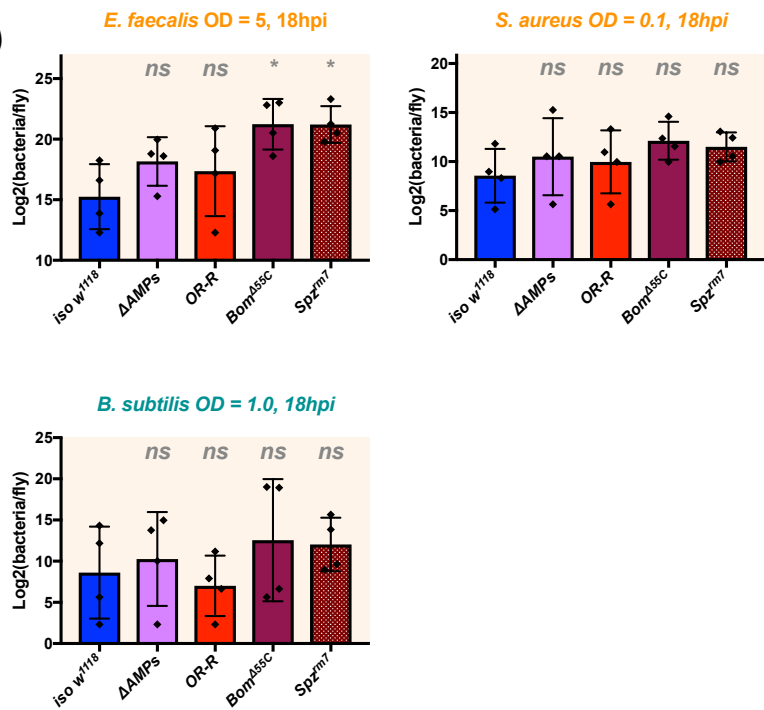 )
E. faecalis OD = 5, 18hpi
Log2(bacteria/fly)
25
20
15
10
ns
ns
*
*
iso w1118
ΔAMPs
OR-R
BomΔ55C
Spzrm7
S. aureus OD = 0.1, 18hpi
Log2(bacteria/fly)
20
15
10
5
0
ns
ns
ns
ns
iso w1118
ΔAMPs
OR-R
BomΔ55C
Spzrm7
B. subtilis OD = 1.0, 18hpi
Log2(bacteria/fly)
25
20
15
10
5
0
ns
ns
ns
ns
iso w1118
ΔAMPs
OR-R
BomΔ55C
Spzrm7